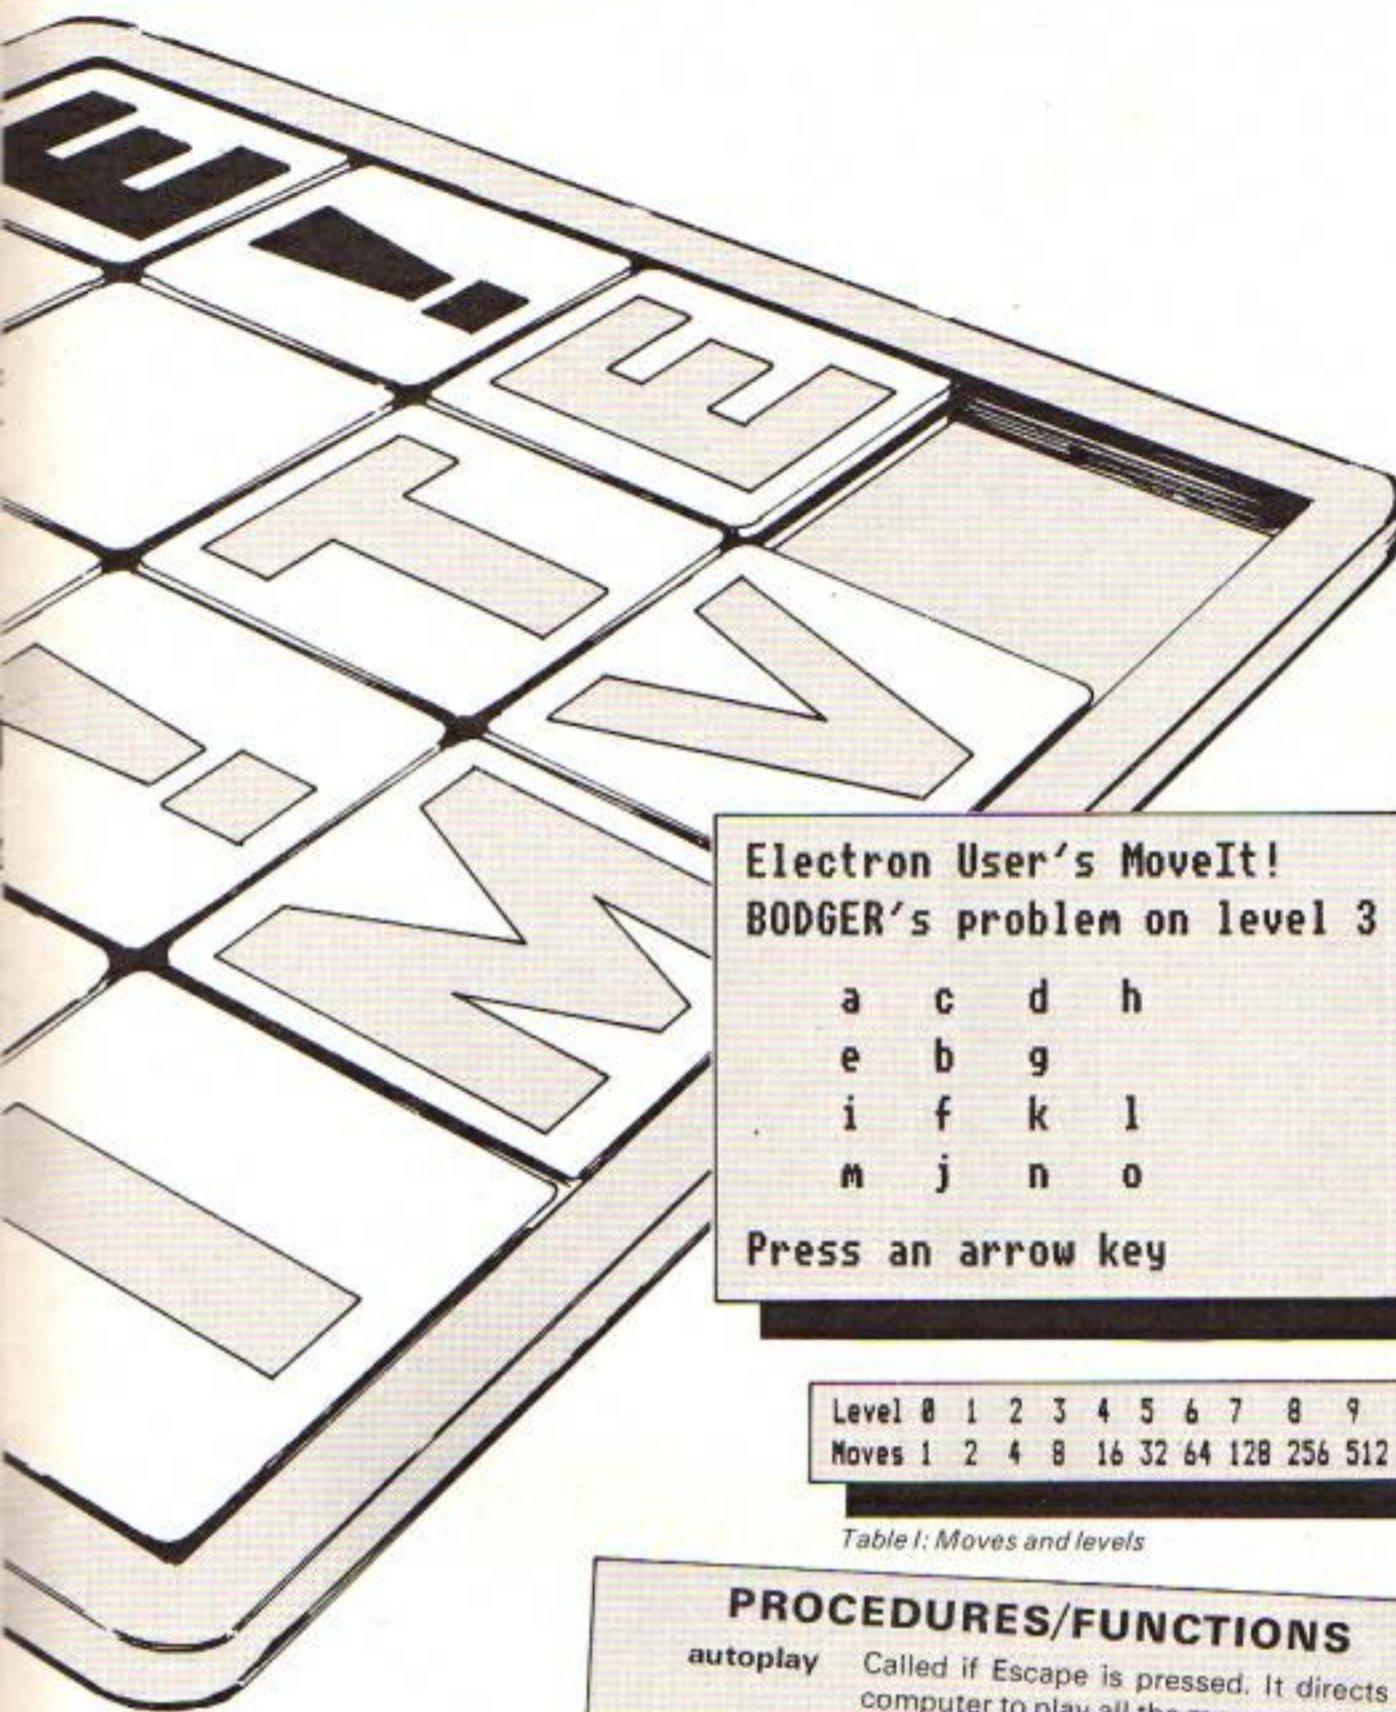 E ! E
T V
! M
I
Electron User's MoveIt!
BODGER's problem on level 3
a c d h
e b g
i f k l
m j n o
Press an arrow key
Level 0 1 2 3 4 5 6 7 8 9
Moves 1 2 4 8 16 32 64 128 256 512
Table I: Moves and levels
PROCEDURES/FUNCTIONS
autoplay Called if Escape is pressed. It directs
computer to play all the